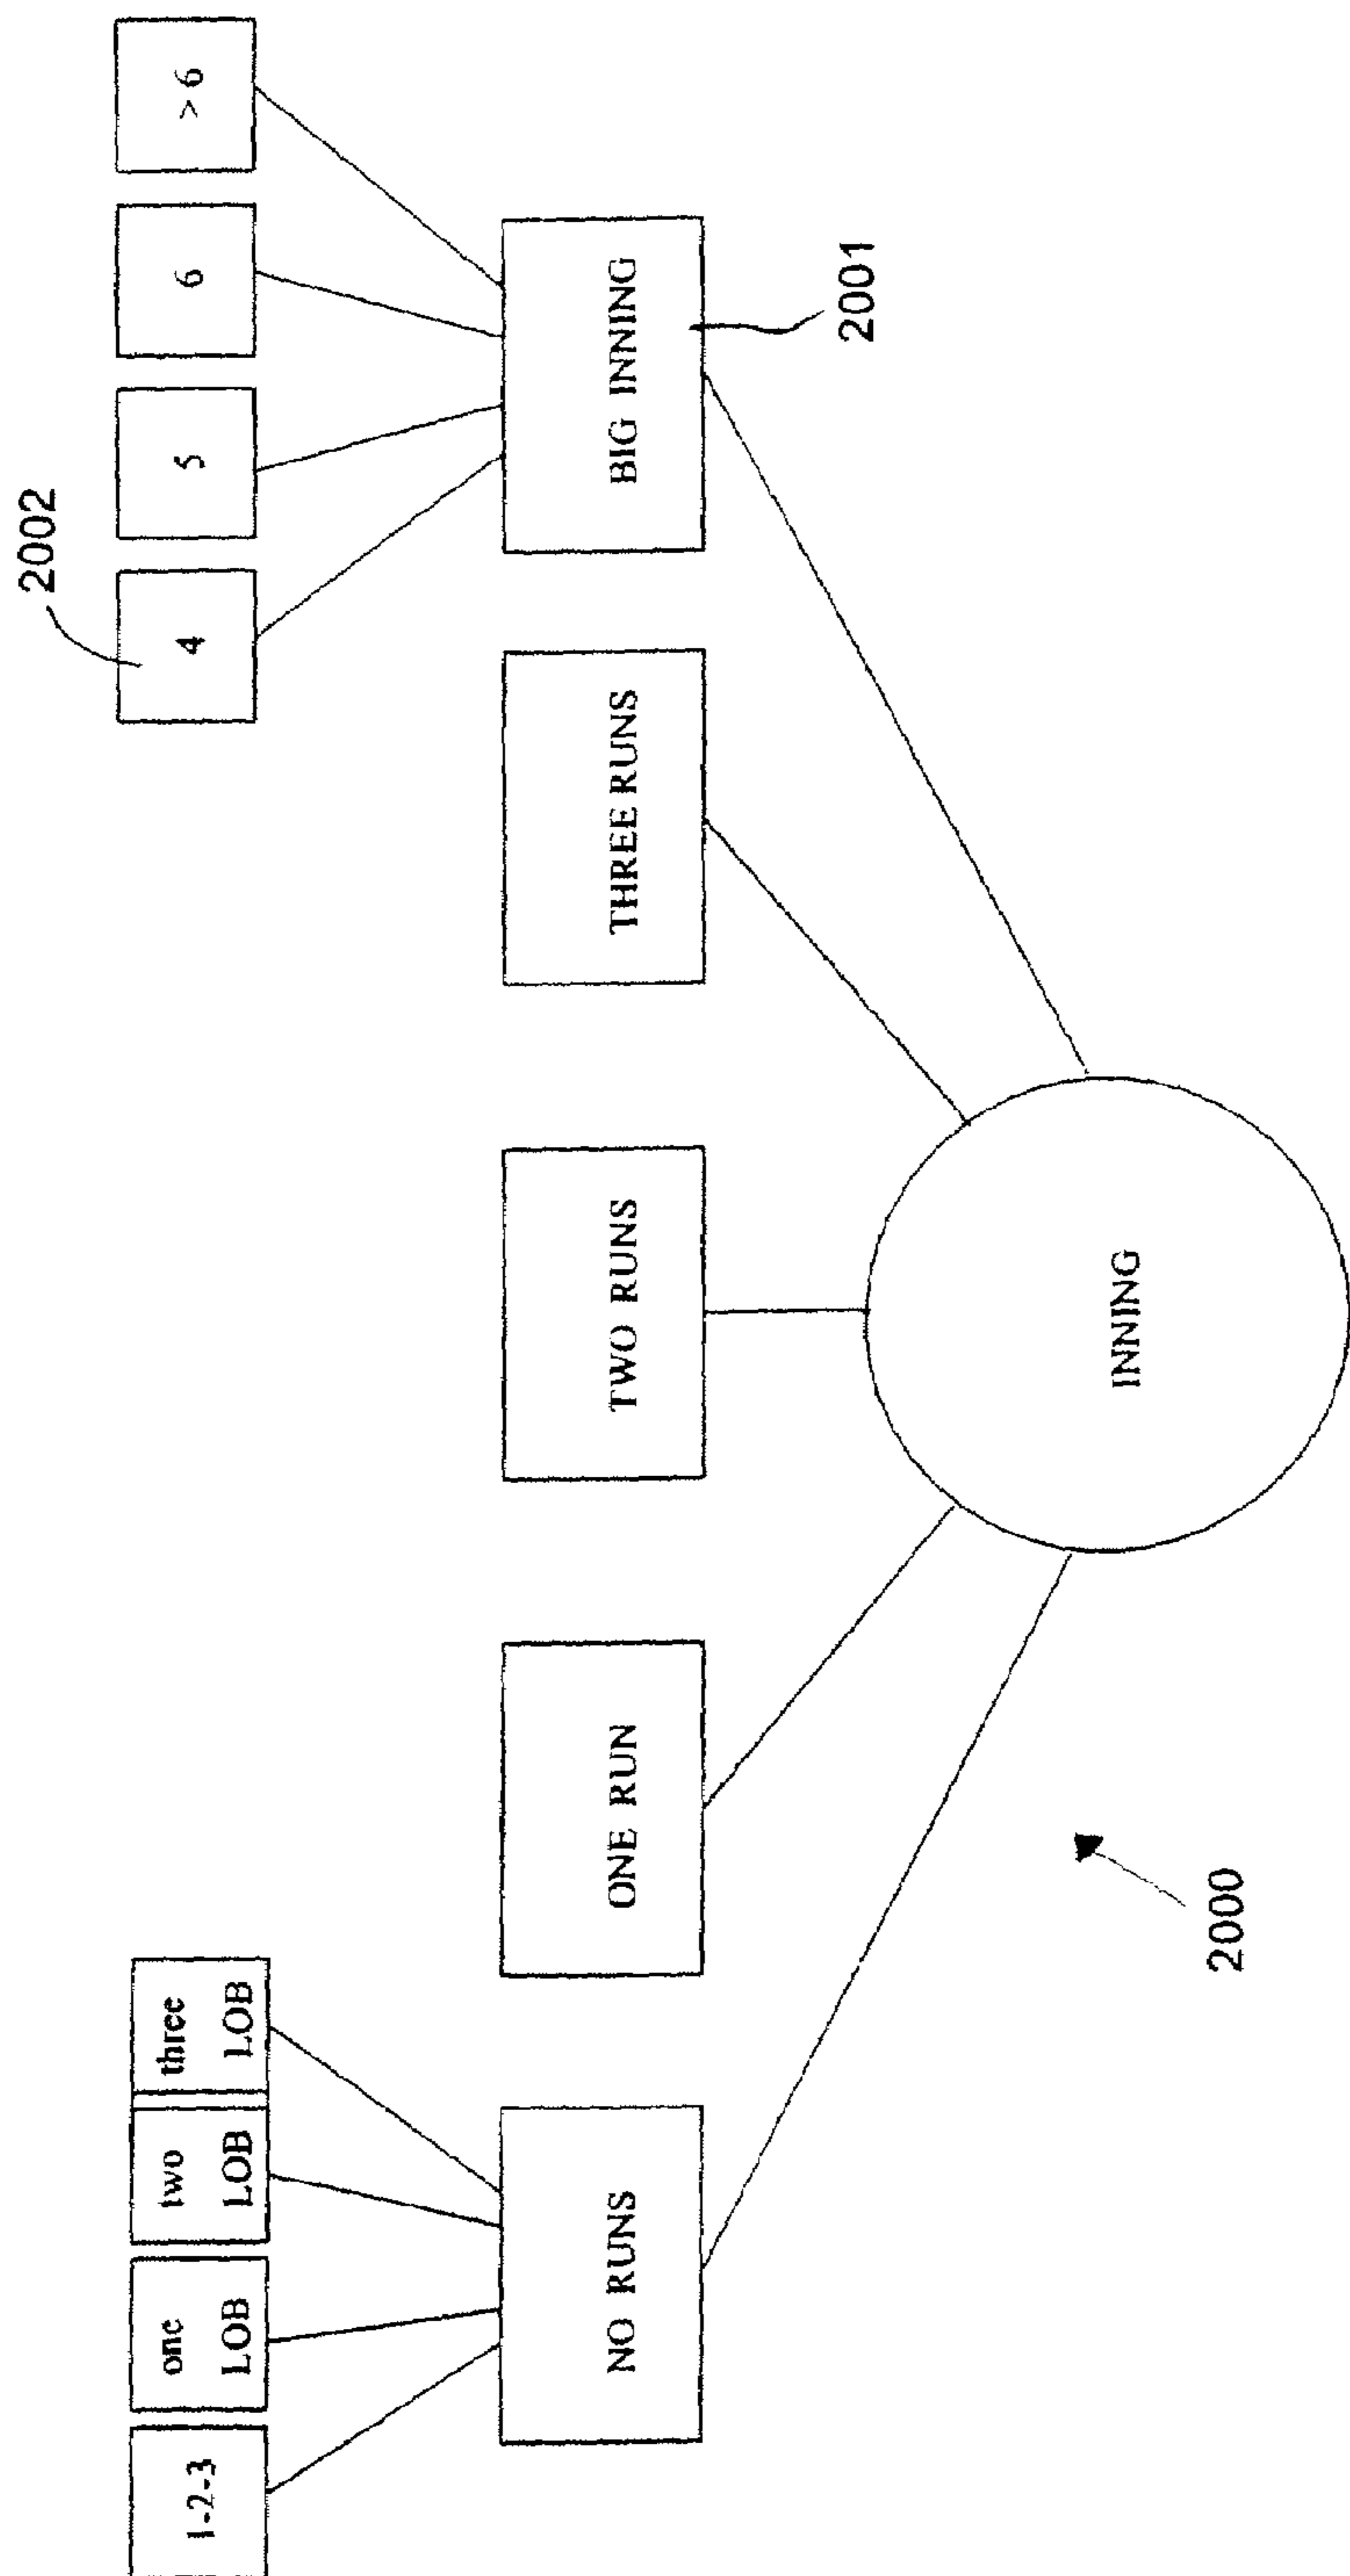 1-2-3
one
LOB
two
LOB
three
LOB
2002
4
5
6
> 6
NO RUNS
ONE RUN
TWO RUNS
THREE RUNS
BIG INNING
2001
INNING
2000